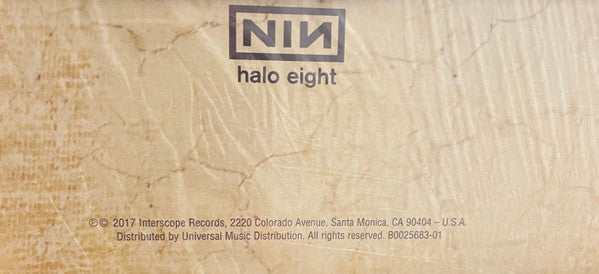 NIN
halo eight
℗© 2017 Interscope Records, 2220 Colorado Avenue, Santa Monica, CA 90404 – U.S.A.
Distributed by Universal Music Distribution. All rights reserved. B0025683-01